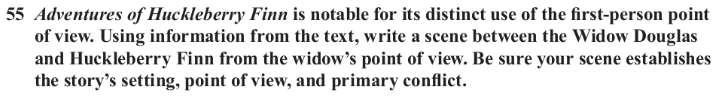 55 Adventures of Huckleberry Finn is notable for its distinct use of the first-person point
of view. Using information from the text, write a scene between the Widow Douglas
and Huckleberry Finn from the widow’s point of view. Be sure your scene establishes
the story’s setting, point of view, and primary conflict.